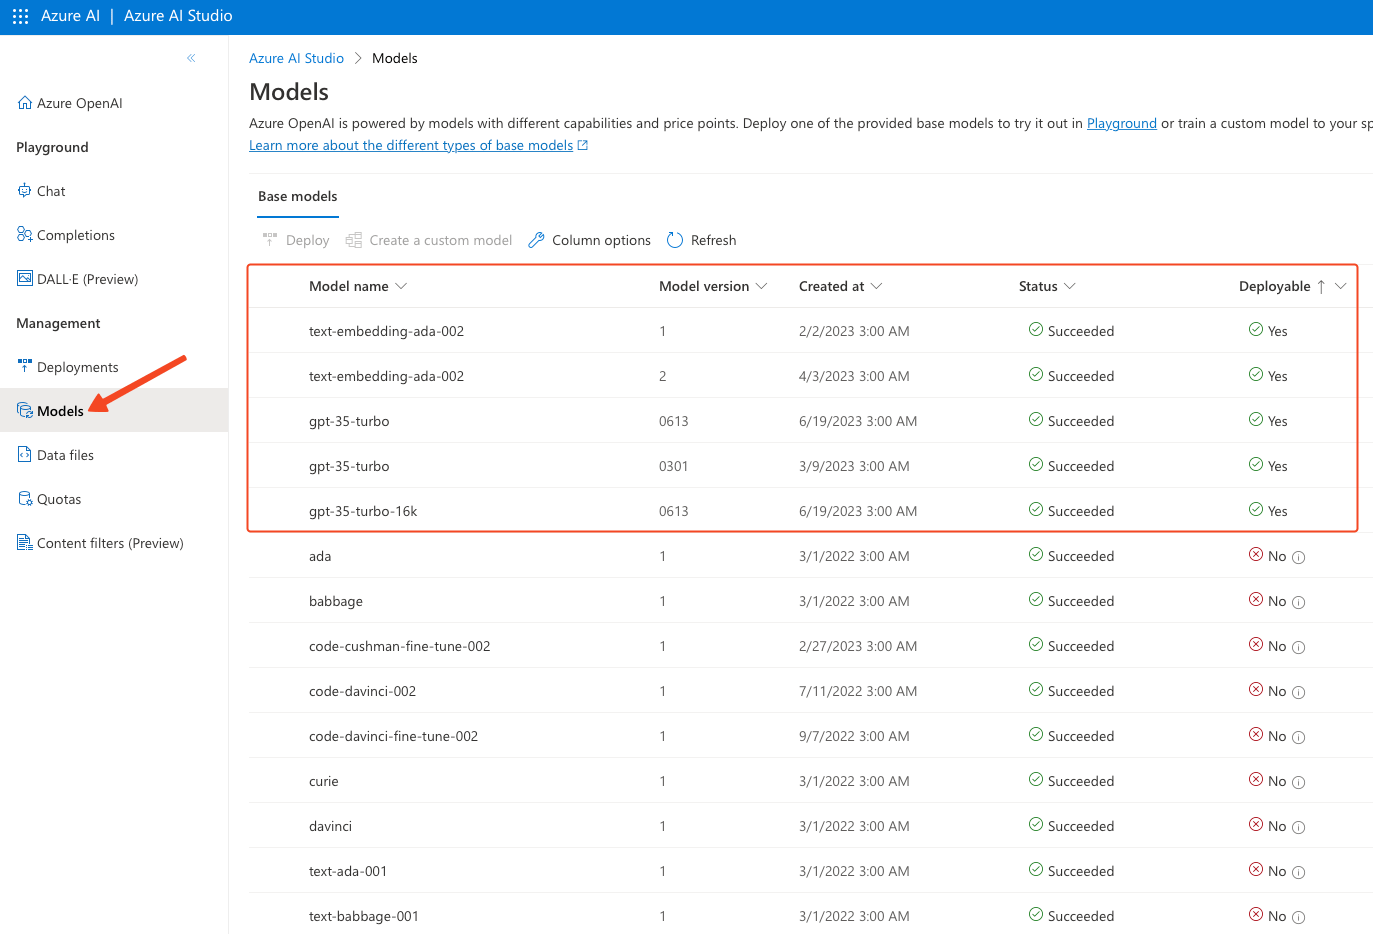 Azure AI | Azure AI Studio
Azure OpenAI
Playground
Chat
Completions
DALL·E (Preview)
Management
Deployments
Models
Data files
Quotas
Content filters (Preview)
Azure AI Studio > Models
Models
Azure OpenAI is powered by models with different capabilities and price points. Deploy one of the provided base models to try it out in Playground or train a custom model to your sp
Learn more about the different types of base models
Base models
Deploy Create a custom model Column options Refresh
Model name Model version Created at Status Deployable ↑
text-embedding-ada-002 1 2/2/2023 3:00 AM Succeeded Yes
text-embedding-ada-002 2 4/3/2023 3:00 AM Succeeded Yes
gpt-35-turbo 0613 6/19/2023 3:00 AM Succeeded Yes
gpt-35-turbo 0301 3/9/2023 3:00 AM Succeeded Yes
gpt-35-turbo-16k 0613 6/19/2023 3:00 AM Succeeded Yes
ada 1 3/1/2022 3:00 AM Succeeded No
babbage 1 3/1/2022 3:00 AM Succeeded No
code-cushman-fine-tune-002 1 2/27/2023 3:00 AM Succeeded No
code-davinci-002 1 7/11/2022 3:00 AM Succeeded No
code-davinci-fine-tune-002 1 9/7/2022 3:00 AM Succeeded No
curie 1 3/1/2022 3:00 AM Succeeded No
davinci 1 3/1/2022 3:00 AM Succeeded No
text-ada-001 1 3/1/2022 3:00 AM Succeeded No
text-babbage-001 1 3/1/2022 3:00 AM Succeeded No